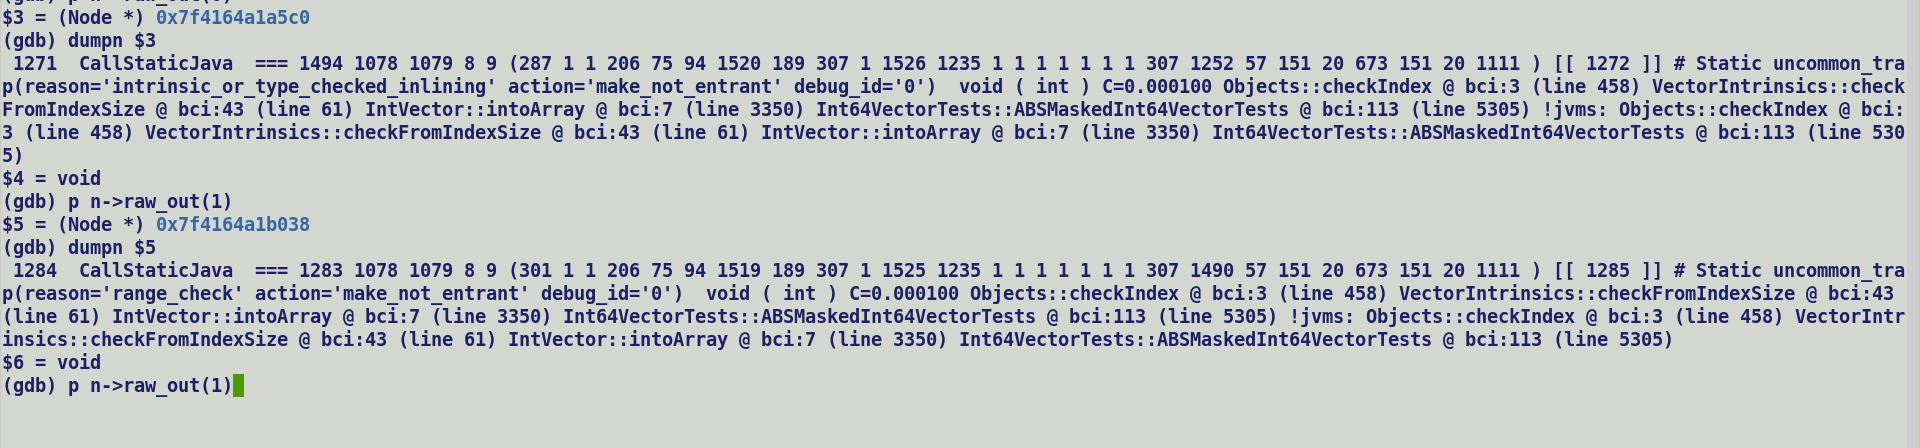 $3 = (Node *) 0x7f4164a1a5c0
(gdb) dumpn $3
 1271  CallStaticJava  === 1494 1078 1079 8 9 (287 1 1 206 75 94 1520 189 307 1 1526 1235 1 1 1 1 1 1 1 307 1252 57 151 20 673 151 20 1111 ) [[ 1272 ]] # Static uncommon_tra
p(reason='intrinsic_or_type_checked_inlining' action='make_not_entrant' debug_id='0')  void ( int ) C=0.000100 Objects::checkIndex @ bci:3 (line 458) VectorIntrinsics::check
FromIndexSize @ bci:43 (line 61) IntVector::intoArray @ bci:7 (line 3350) Int64VectorTests::ABSMaskedInt64VectorTests @ bci:113 (line 5305) !jvms: Objects::checkIndex @ bci:
3 (line 458) VectorIntrinsics::checkFromIndexSize @ bci:43 (line 61) IntVector::intoArray @ bci:7 (line 3350) Int64VectorTests::ABSMaskedInt64VectorTests @ bci:113 (line 530
5)
$4 = void
(gdb) p n->raw_out(1)
$5 = (Node *) 0x7f4164a1b038
(gdb) dumpn $5
 1284  CallStaticJava  === 1283 1078 1079 8 9 (301 1 1 206 75 94 1519 189 307 1 1525 1235 1 1 1 1 1 1 1 307 1490 57 151 20 673 151 20 1111 ) [[ 1285 ]] # Static uncommon_tra
p(reason='range_check' action='make_not_entrant' debug_id='0')  void ( int ) C=0.000100 Objects::checkIndex @ bci:3 (line 458) VectorIntrinsics::checkFromIndexSize @ bci:43
(line 61) IntVector::intoArray @ bci:7 (line 3350) Int64VectorTests::ABSMaskedInt64VectorTests @ bci:113 (line 5305) !jvms: Objects::checkIndex @ bci:3 (line 458) VectorIntr
insics::checkFromIndexSize @ bci:43 (line 61) IntVector::intoArray @ bci:7 (line 3350) Int64VectorTests::ABSMaskedInt64VectorTests @ bci:113 (line 5305)
$6 = void
(gdb) p n->raw_out(1)